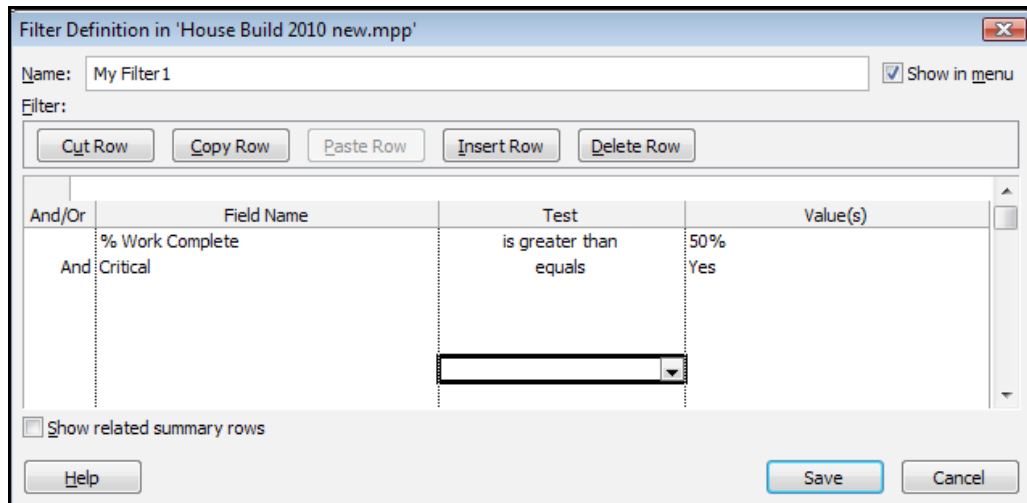 Filter Definition in 'House Build 2010 new.mpp'
Name: My Filter1 Show in menu
Filter:
Cut Row Copy Row Paste Row Insert Row Delete Row
And/Or Field Name Test Value(s)
% Work Complete is greater than 50%
And Critical equals Yes
Show related summary rows
Help Save Cancel